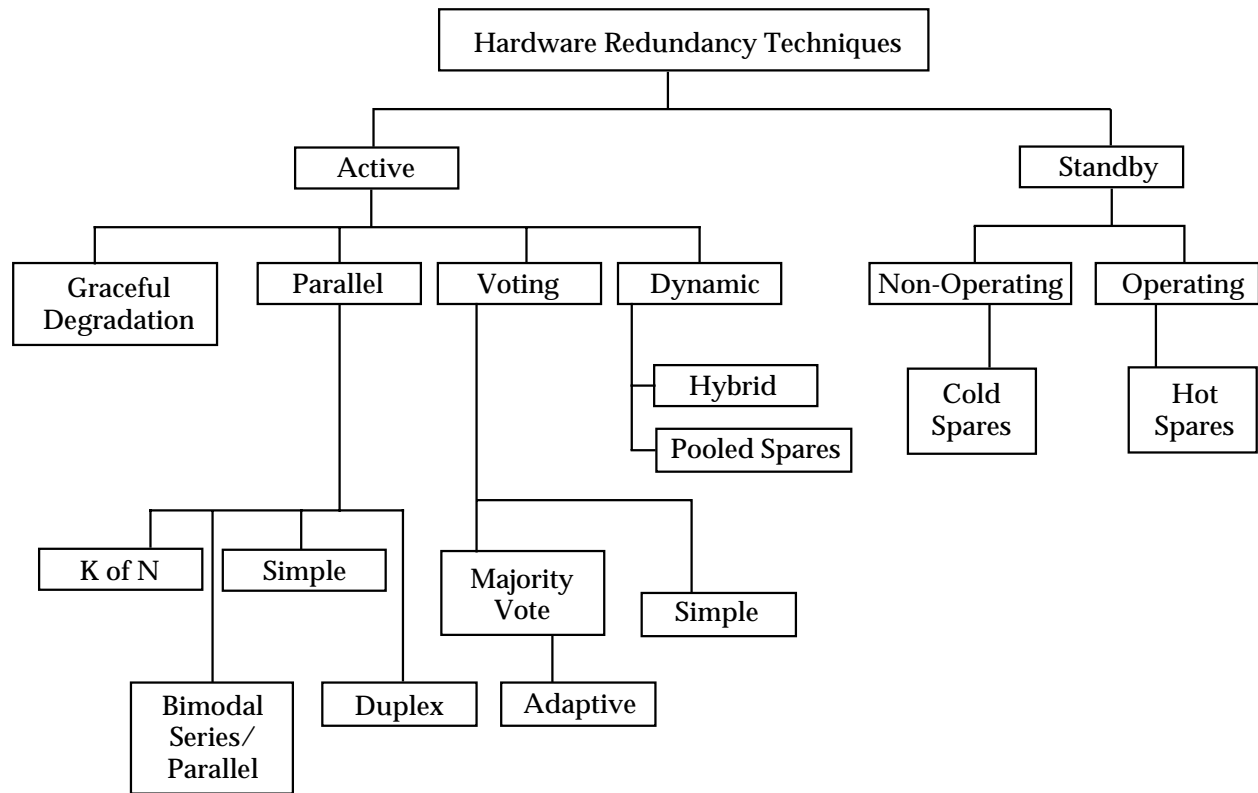 Hardware Redundancy Techniques
Active
Standby
Graceful
Degradation
Parallel
Voting
Dynamic
Non-Operating
Operating
Hybrid
Pooled Spares
Cold
Spares
Hot
Spares
K of N
Simple
Majority
Vote
Simple
Bimodal
Series/
Parallel
Duplex
Adaptive